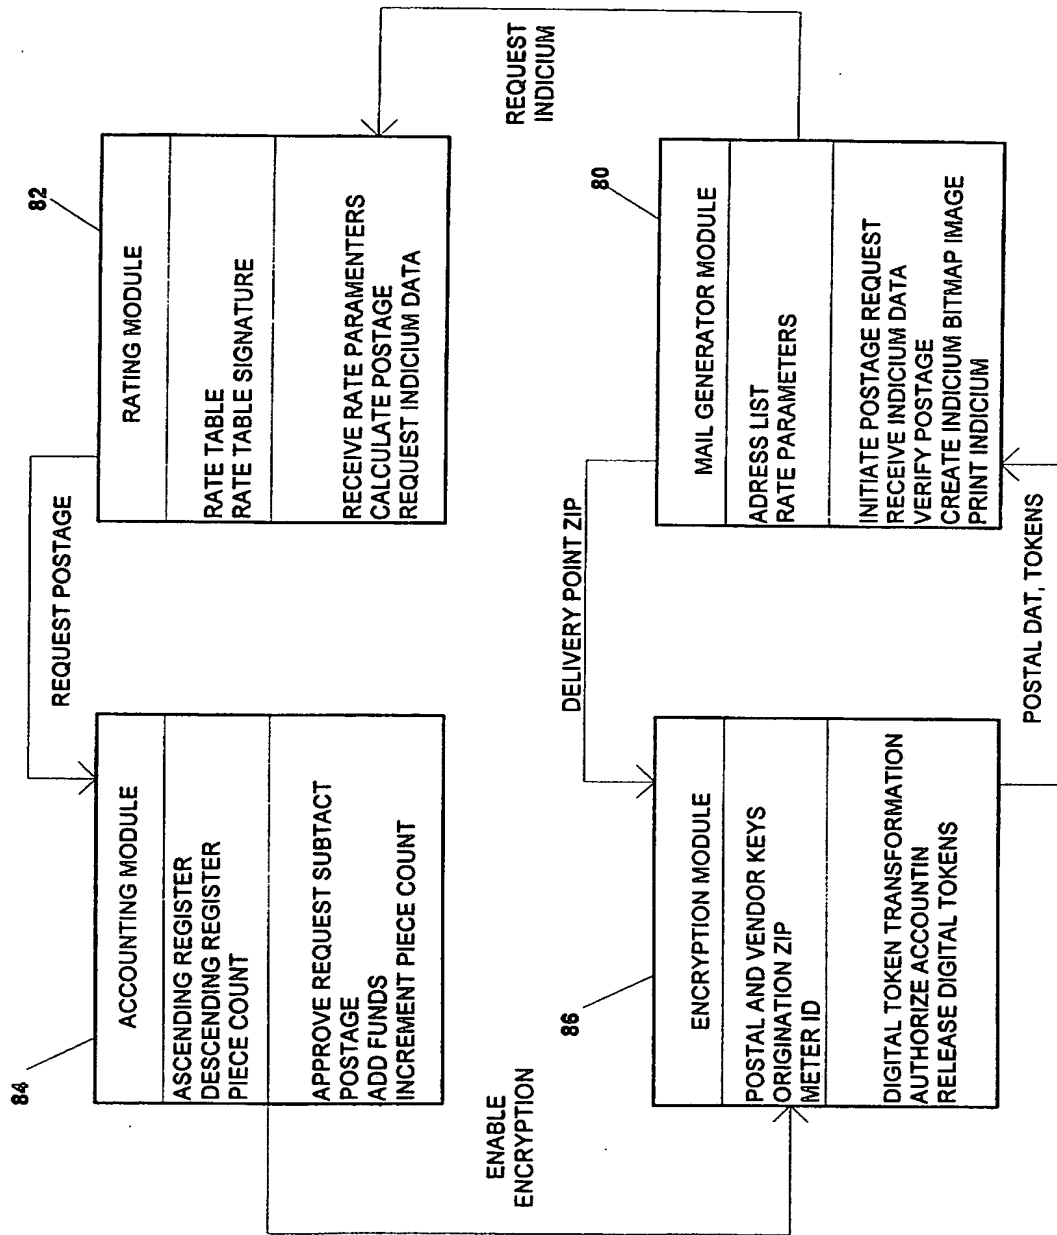 REQUEST POSTAGE
84
ACCOUNTING MODULE
ASCENDING REGISTER
DESCENDING REGISTER
PIECE COUNT
APPROVE REQUEST SUBTACT
POSTAGE
ADD FUNDS
INCREMENT PIECE COUNT
82
RATING MODULE
RATE TABLE
RATE TABLE SIGNATURE
RECEIVE RATE PARAMENTERS
CALCULATE POSTAGE
REQUEST INDICIUM DATA
ENABLE
ENCRYPTION
DELIVERY POINT ZIP
REQUEST
INDICIUM
86
ENCRYPTION MODULE
POSTAL AND VENDOR KEYS
ORIGINATION ZIP
METER ID
DIGITAL TOKEN TRANSFORMATION
AUTHORIZE ACCOUNTIN
RELEASE DIGITAL TOKENS
80
MAIL GENERATOR MODULE
ADRESS LIST
RATE PARAMETERS
INITIATE POSTAGE REQUEST
RECEIVE INDICIUM DATA
VERIFY POSTAGE
CREATE INDICIUM BITMAP IMAGE
PRINT INDICIUM
POSTAL DAT, TOKENS